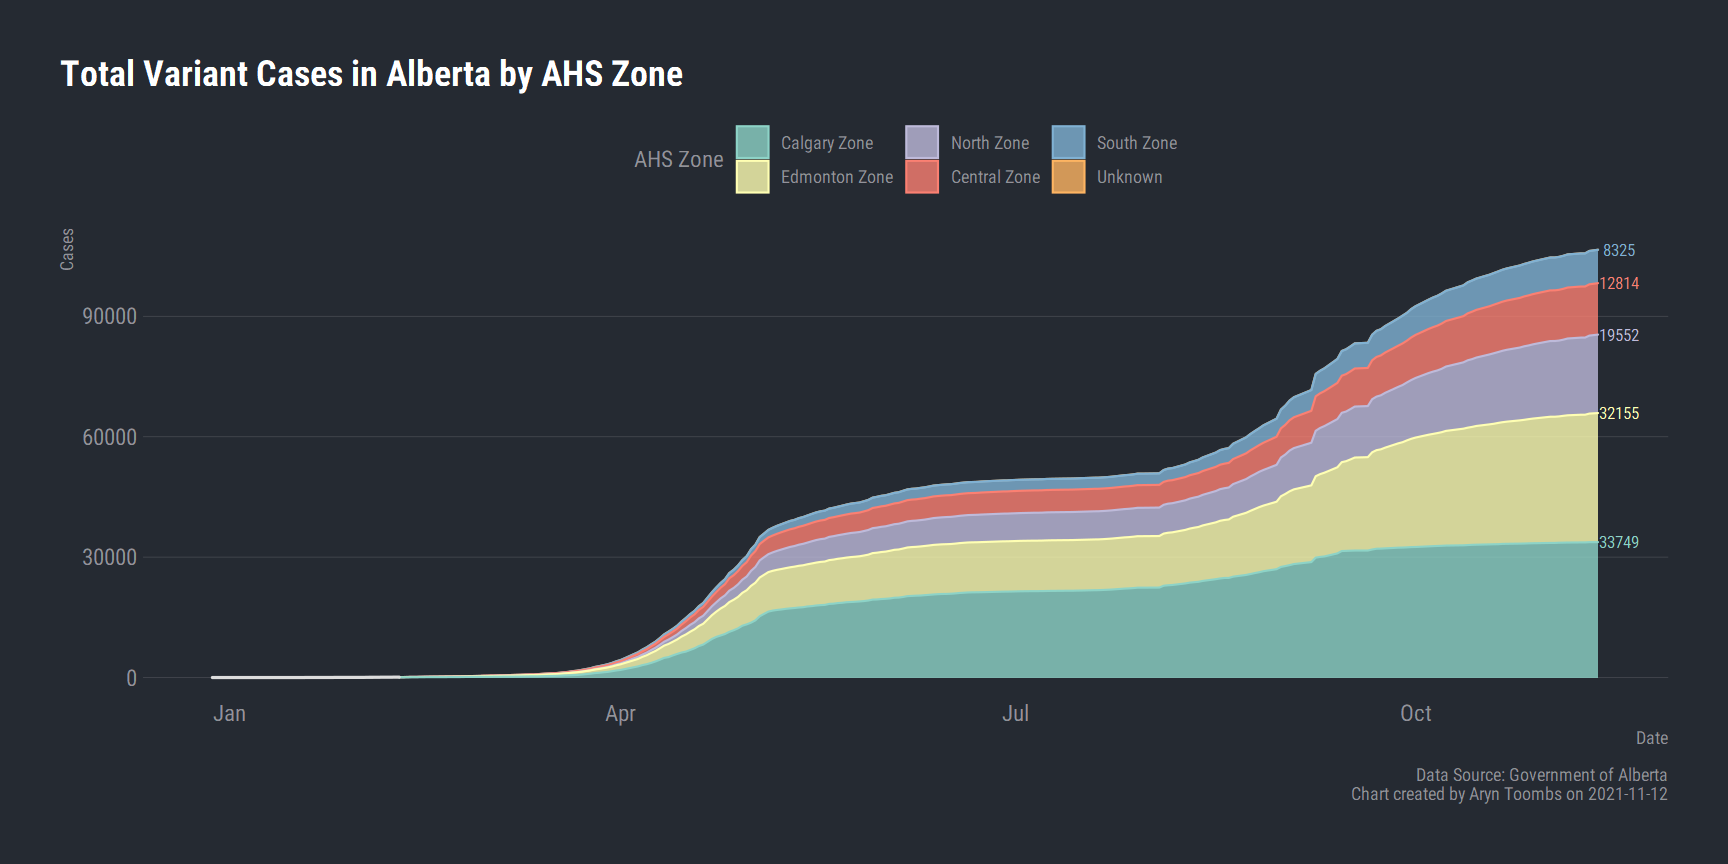 Total Variant Cases in Alberta by AHS Zone
AHS Zone
Calgary Zone
North Zone
South Zone
Edmonton Zone
Central Zone
Unknown
Cases
90000
60000
30000
0
8325
12814
19552
32155
33749
Jan
Apr
Jul
Oct
Date
Data Source: Government of Alberta
Chart created by Aryn Toombs on 2021-11-12